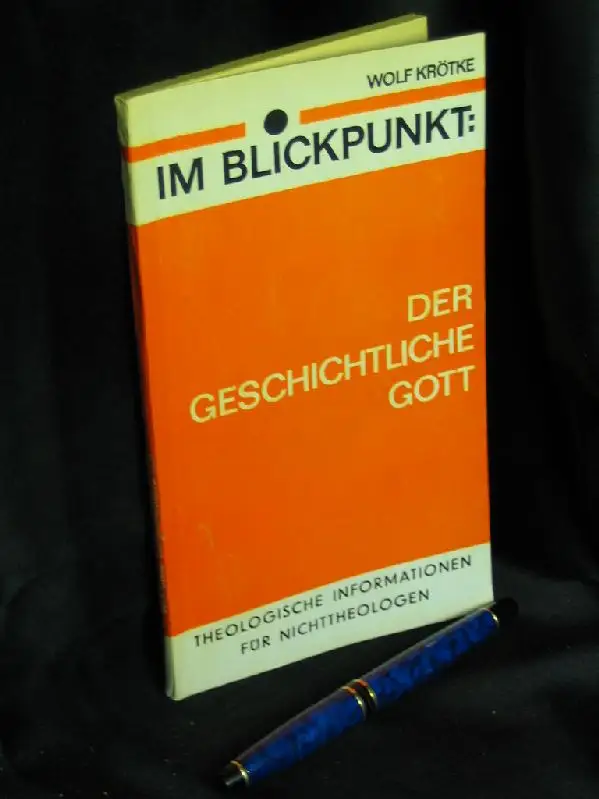 WOLF KRÖTKE
IM BLICKPUNKT:
DER
GESCHICHTLICHE
GOTT
THEOLOGISCHE INFORMATIONEN
FÜR NICHTTHEOLOGEN